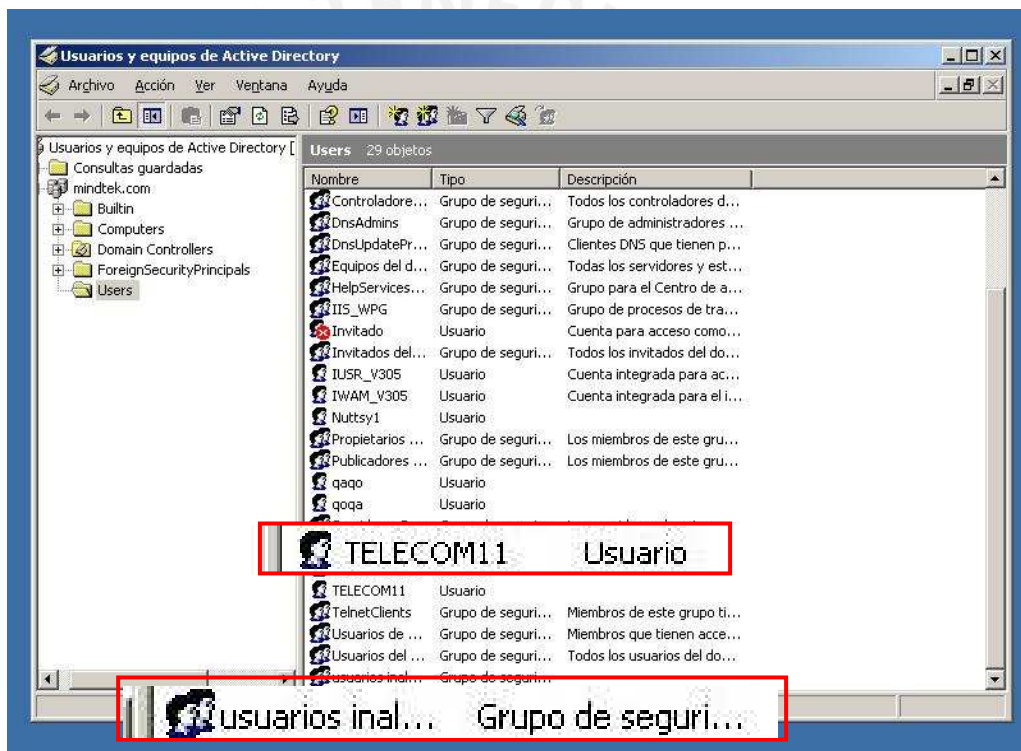 Usuarios y equipos de Active Directory
Archivo Acción Ver Ventana Ayuda
Usuarios y equipos de Active Directory [
Consultas guardadas
mindtek.com
Builtin
Computers
Domain Controllers
ForeignSecurityPrincipals
Users
Users 29 objetos
Nombre Tipo Descripción
Controladore... Grupo de seguri... Todos los controladores d...
DnsAdmins Grupo de seguri... Grupo de administradores ...
DnsUpdatePr... Grupo de seguri... Clientes DNS que tienen p...
Equipos del d... Grupo de seguri... Todas los servidores y est...
HelpServices... Grupo de seguri... Grupo para el Centro de a...
IIS_WPG Grupo de seguri... Grupo de procesos de tra...
Invitado Usuario Cuenta para acceso como...
Invitados del... Grupo de seguri... Todos los invitados del do...
IUSR_V305 Usuario Cuenta integrada para ac...
IWAM_V305 Usuario Cuenta integrada para el i...
Nuttsy1 Usuario
Propietarios ... Grupo de seguri... Los miembros de este gru...
Publicadores ... Grupo de seguri... Los miembros de este gru...
qaqo Usuario
qoqa Usuario
TELECOM11 Usuario
TELECOM11 Usuario
TelnetClients Grupo de seguri... Miembros de este grupo ti...
Usuarios de ... Grupo de seguri... Miembros que tienen acce...
Usuarios del ... Grupo de seguri... Todos los usuarios del do...
usuarios inal... Grupo de seguri...
usuarios inal... Grupo de seguri...